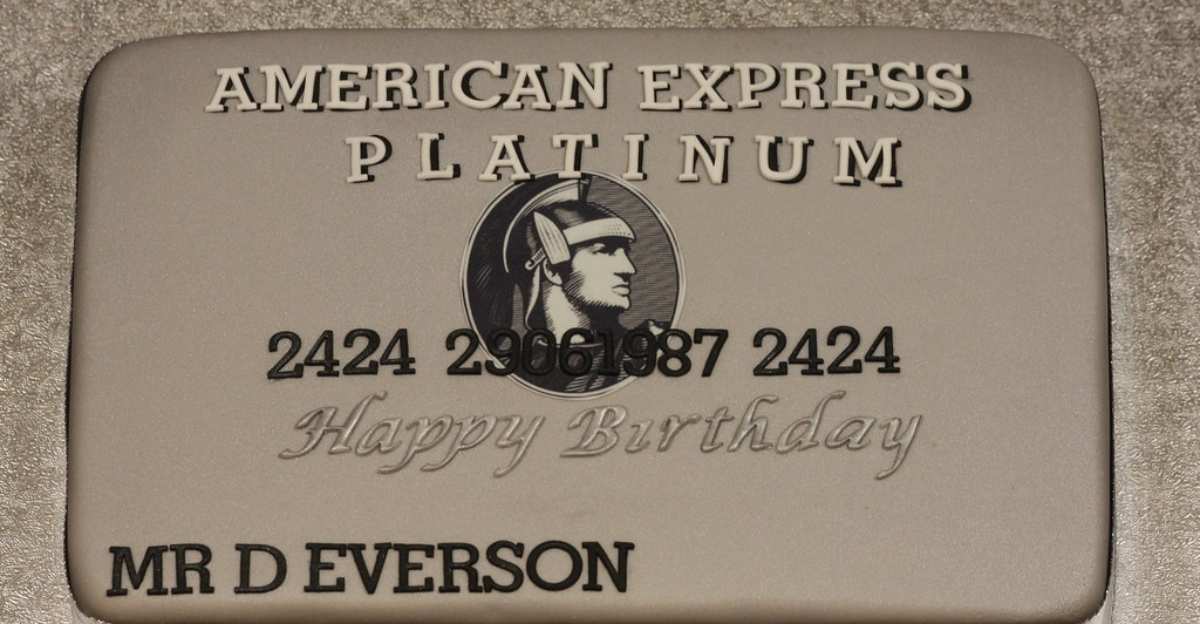 AMERICAN EXPRESS
PLATINUM
2424 29061987 2424
Happy Birthday
MR D EVERSON